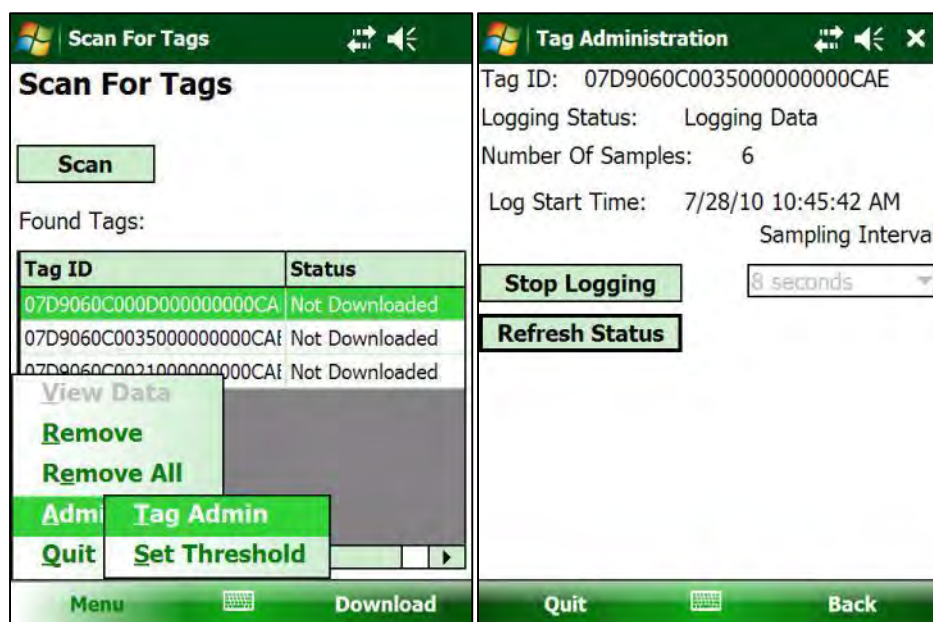 Scan For Tags
Scan For Tags
Scan
Found Tags:
Tag ID Status
07D9060C000D000000000CA Not Downloaded
07D9060C0035000000000CAE Not Downloaded
07D9060C0021000000000CAE Not Downloaded
View Data
Remove
Remove All
Admi
Tag Admin
Quit
Set Threshold
Menu Download
Tag Administration
Tag ID: 07D9060C0035000000000CAE
Logging Status: Logging Data
Number Of Samples: 6
Log Start Time: 7/28/10 10:45:42 AM
Sampling Interva
Stop Logging 8 seconds
Refresh Status
Quit Back